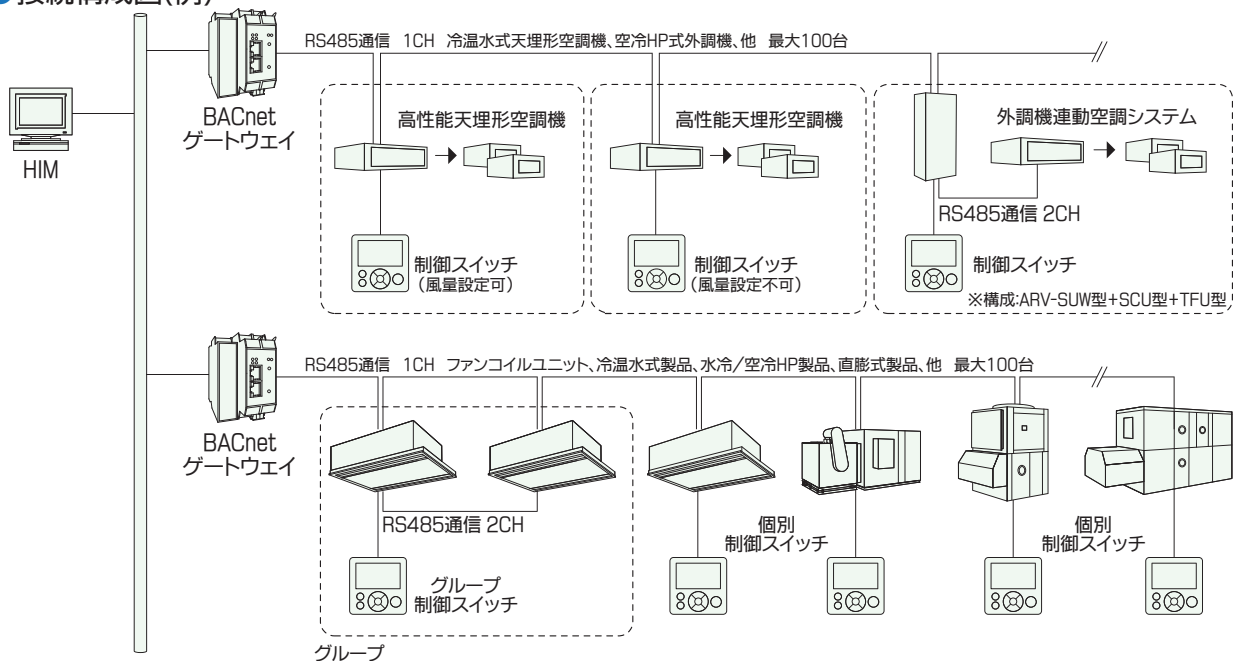 接続構成図(例)
RS485通信 1CH 冷温水式天埋形空調機、空冷HP式外調機、他 最大100台
BACnet
ゲートウェイ
HIM
高性能天埋形空調機
制御スイッチ
(風量設定可)
高性能天埋形空調機
制御スイッチ
(風量設定不可)
外調機連動空調システム
RS485通信 2CH
制御スイッチ
※構成:ARV-SUW型+SCU型+TFU型
RS485通信 1CH ファンコイルユニット、冷温水式製品、水冷/空冷HP製品、直膨式製品、他 最大100台
BACnet
ゲートウェイ
RS485通信 2CH
グループ
制御スイッチ
個別
制御スイッチ
個別
制御スイッチ
グループ